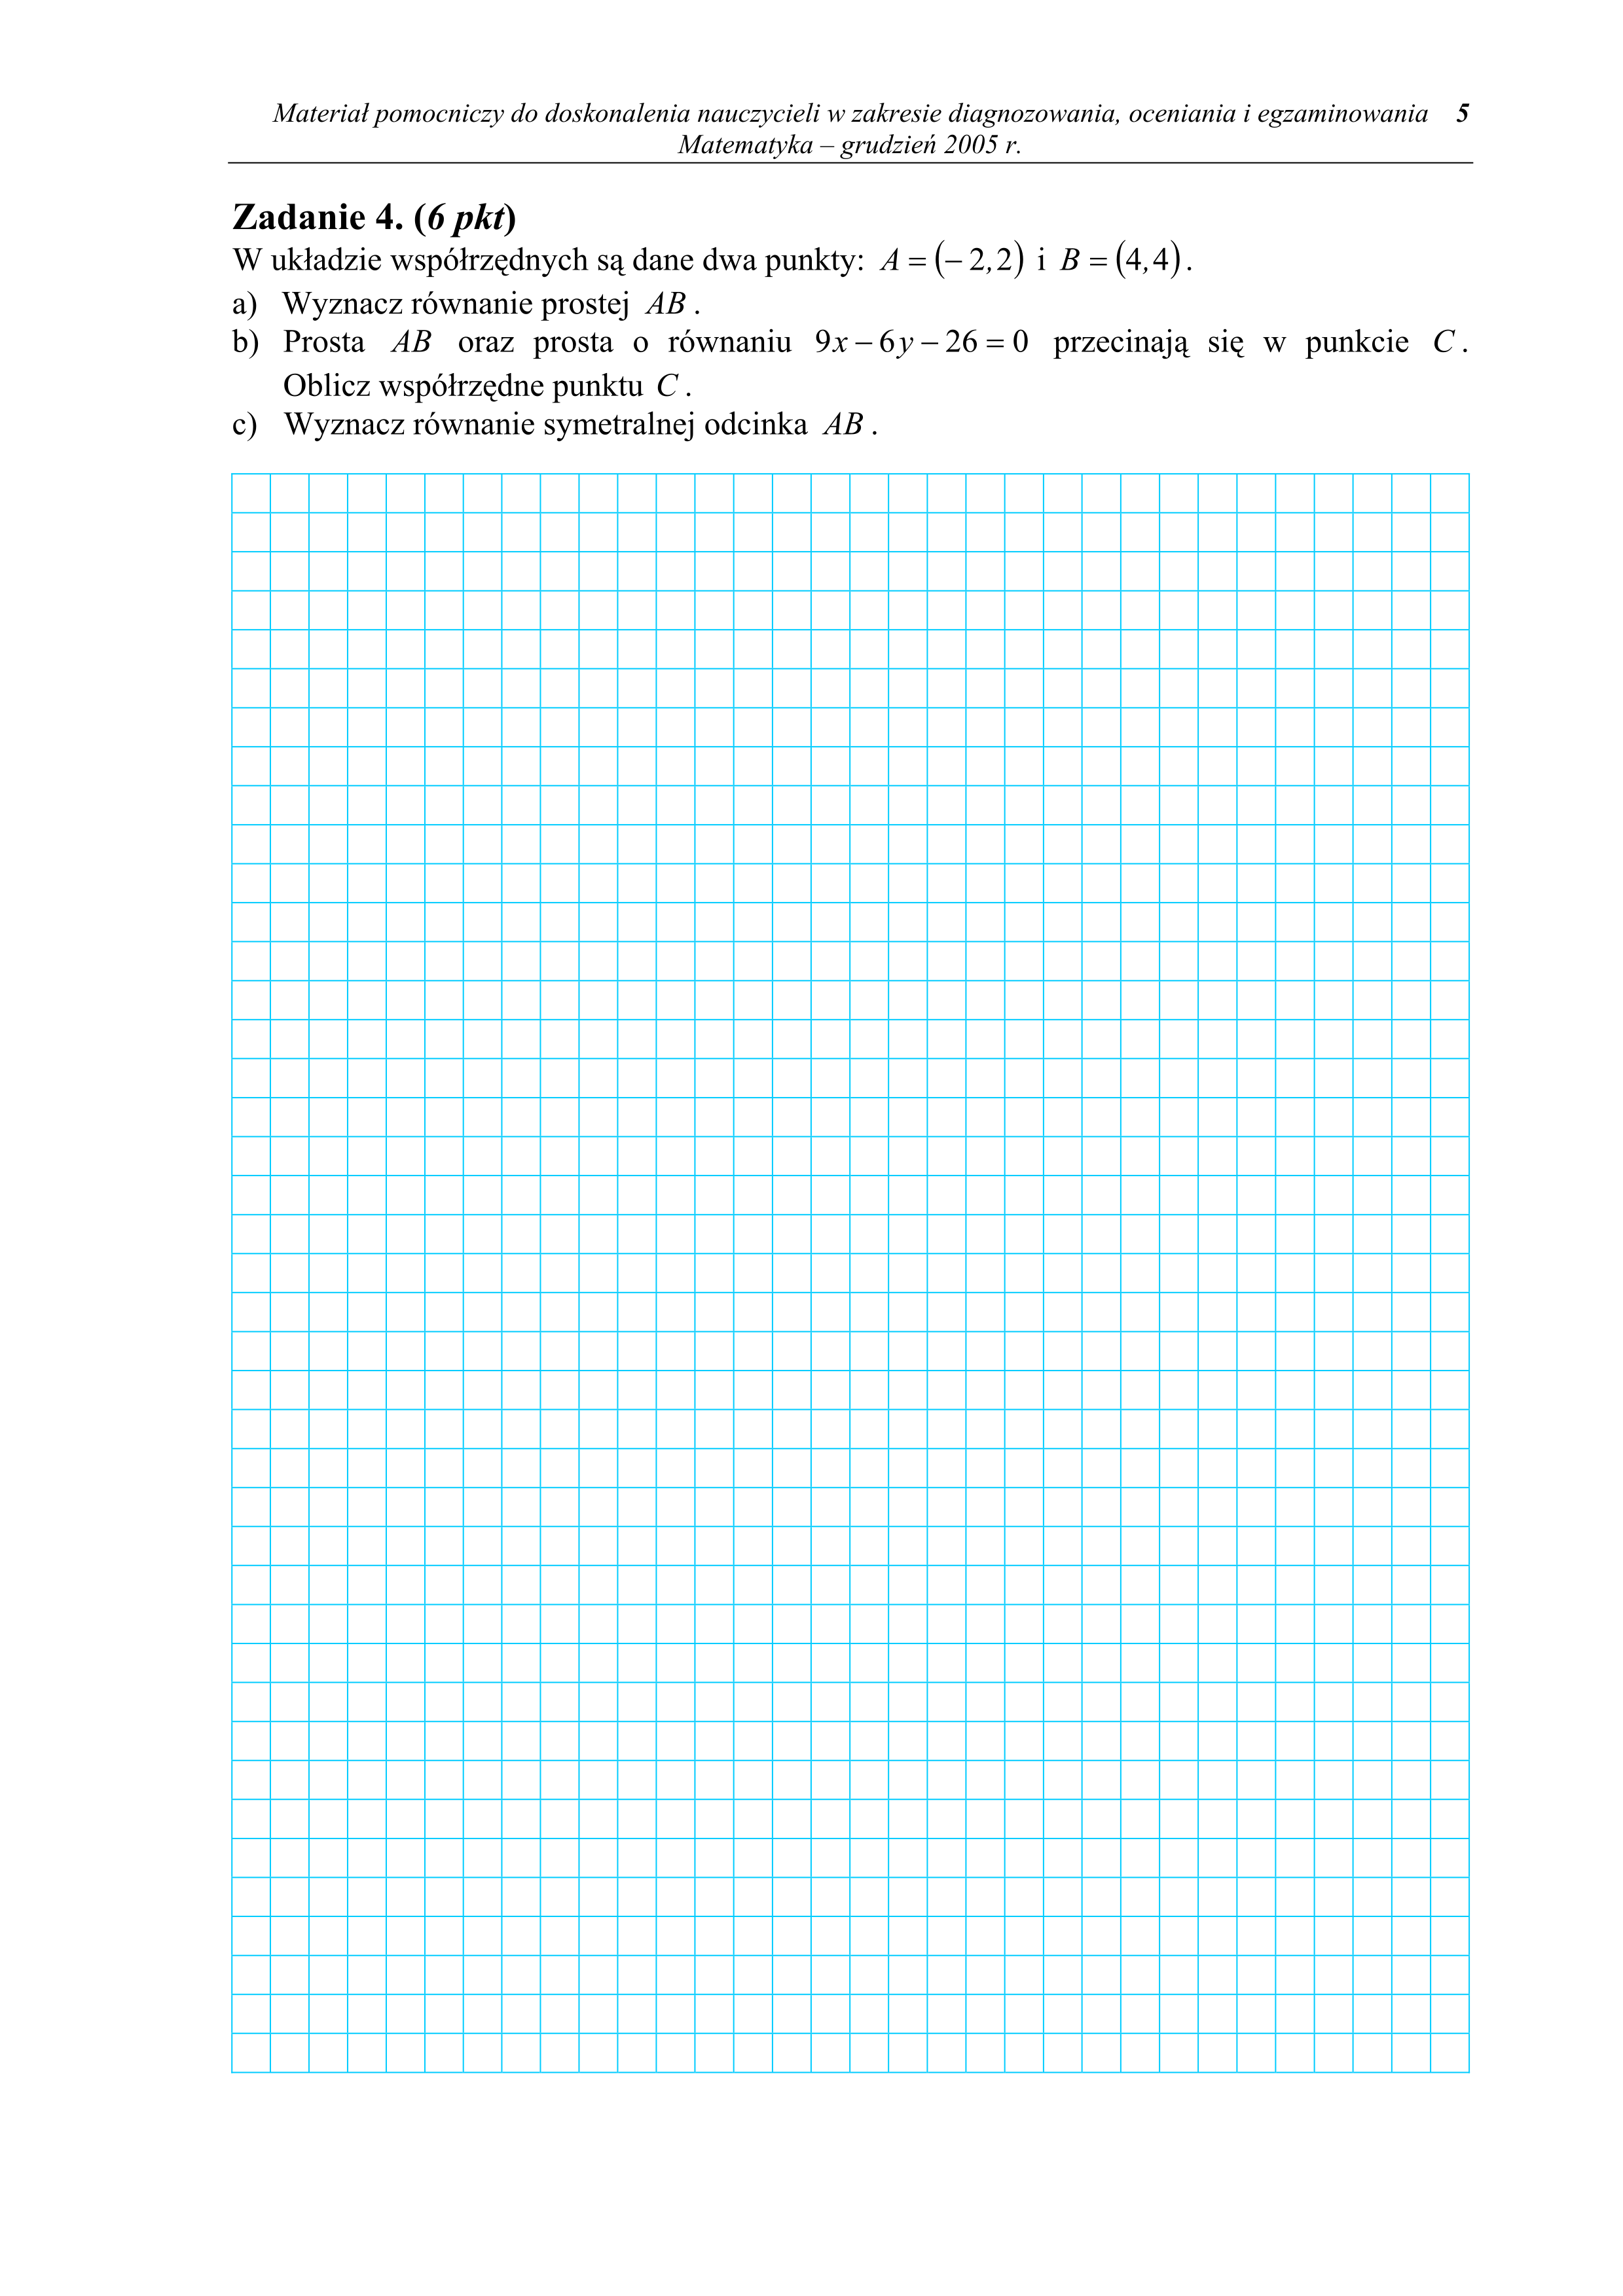 Materiał pomocniczy do doskonalenia nauczycieli w zakresie diagnozowania, oceniania i egzaminowania 5
Matematyka – grudzień 2005 r.
Zadanie 4. (6 pkt)
W układzie współrzędnych są dane dwa punkty: A = (– 2,2) i B = (4,4).
a) Wyznacz równanie prostej AB .
b) Prosta AB oraz prosta o równaniu 9x – 6y – 26 = 0 przecinają się w punkcie C .
Oblicz współrzędne punktu C .
c) Wyznacz równanie symetralnej odcinka AB .